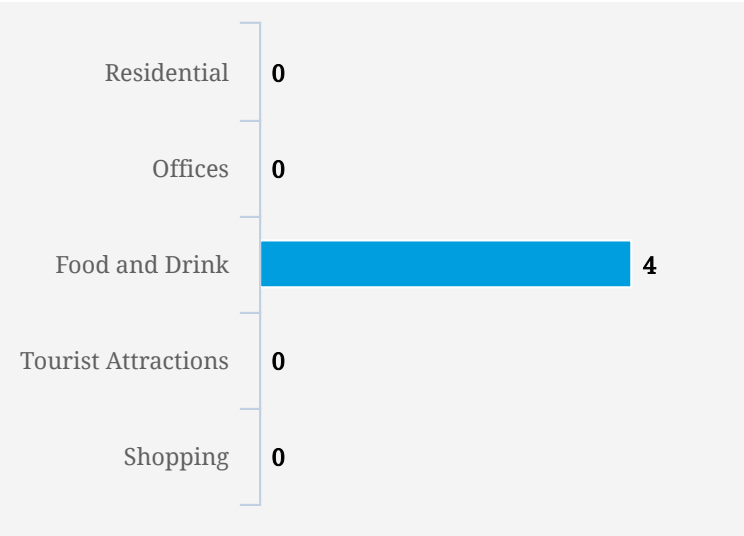 Residential 0
Offices 0
Food and Drink 4
Tourist Attractions 0
Shopping 0